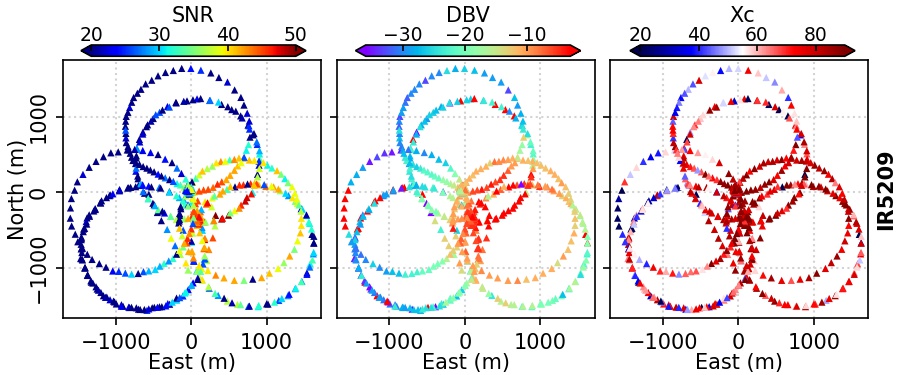 SNR DBV Xc
20 30 40 50 −30 −20 −10 20 40 60 80
1000
0
−1000
North (m)
IR5209
−1000 0 1000 −1000 0 1000 −1000 0 1000
East (m) East (m) East (m)